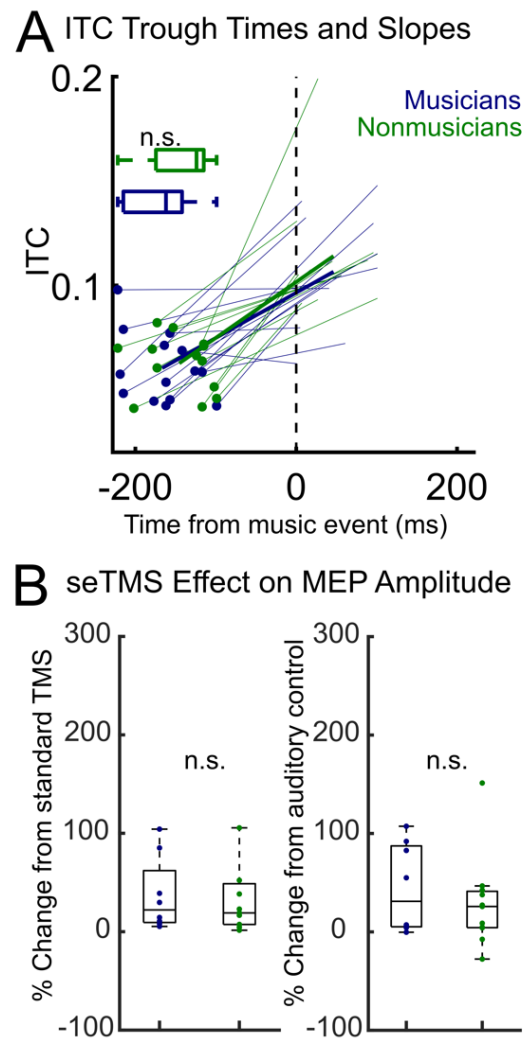 A ITC Trough Times and Slopes
0.2
Musicians
Nonmusicians
n.s.
ITC
0.1
-200 0 200
Time from music event (ms)
B seTMS Effect on MEP Amplitude
% Change from standard TMS
300
200
n.s.
100
0
-100
% Change from auditory control
300
200
n.s.
100
0
-100